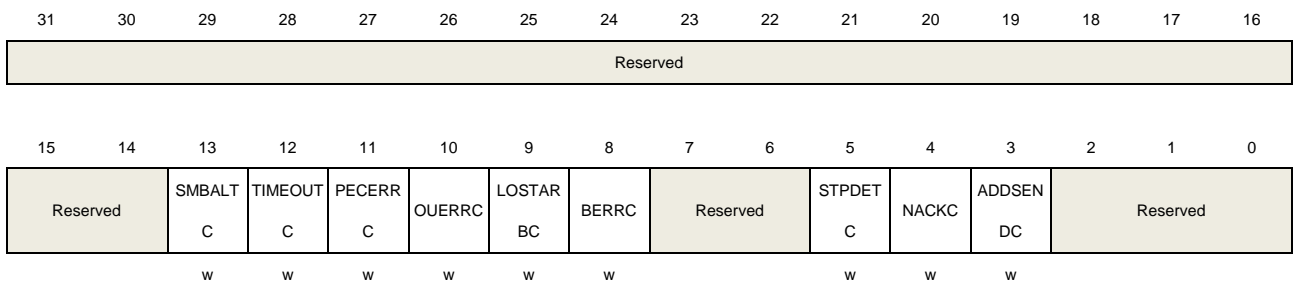 31 30 29 28 27 26 25 24 23 22 21 20 19 18 17 16
Reserved
15 14 13 12 11 10 9 8 7 6 5 4 3 2 1 0
Reserved SMBALT TIMEOUT PECERR OUERRC LOSTAR BERRC Reserved STPDET NACKC ADDSEN Reserved
C C C BC C DC
w w w w w w w w w